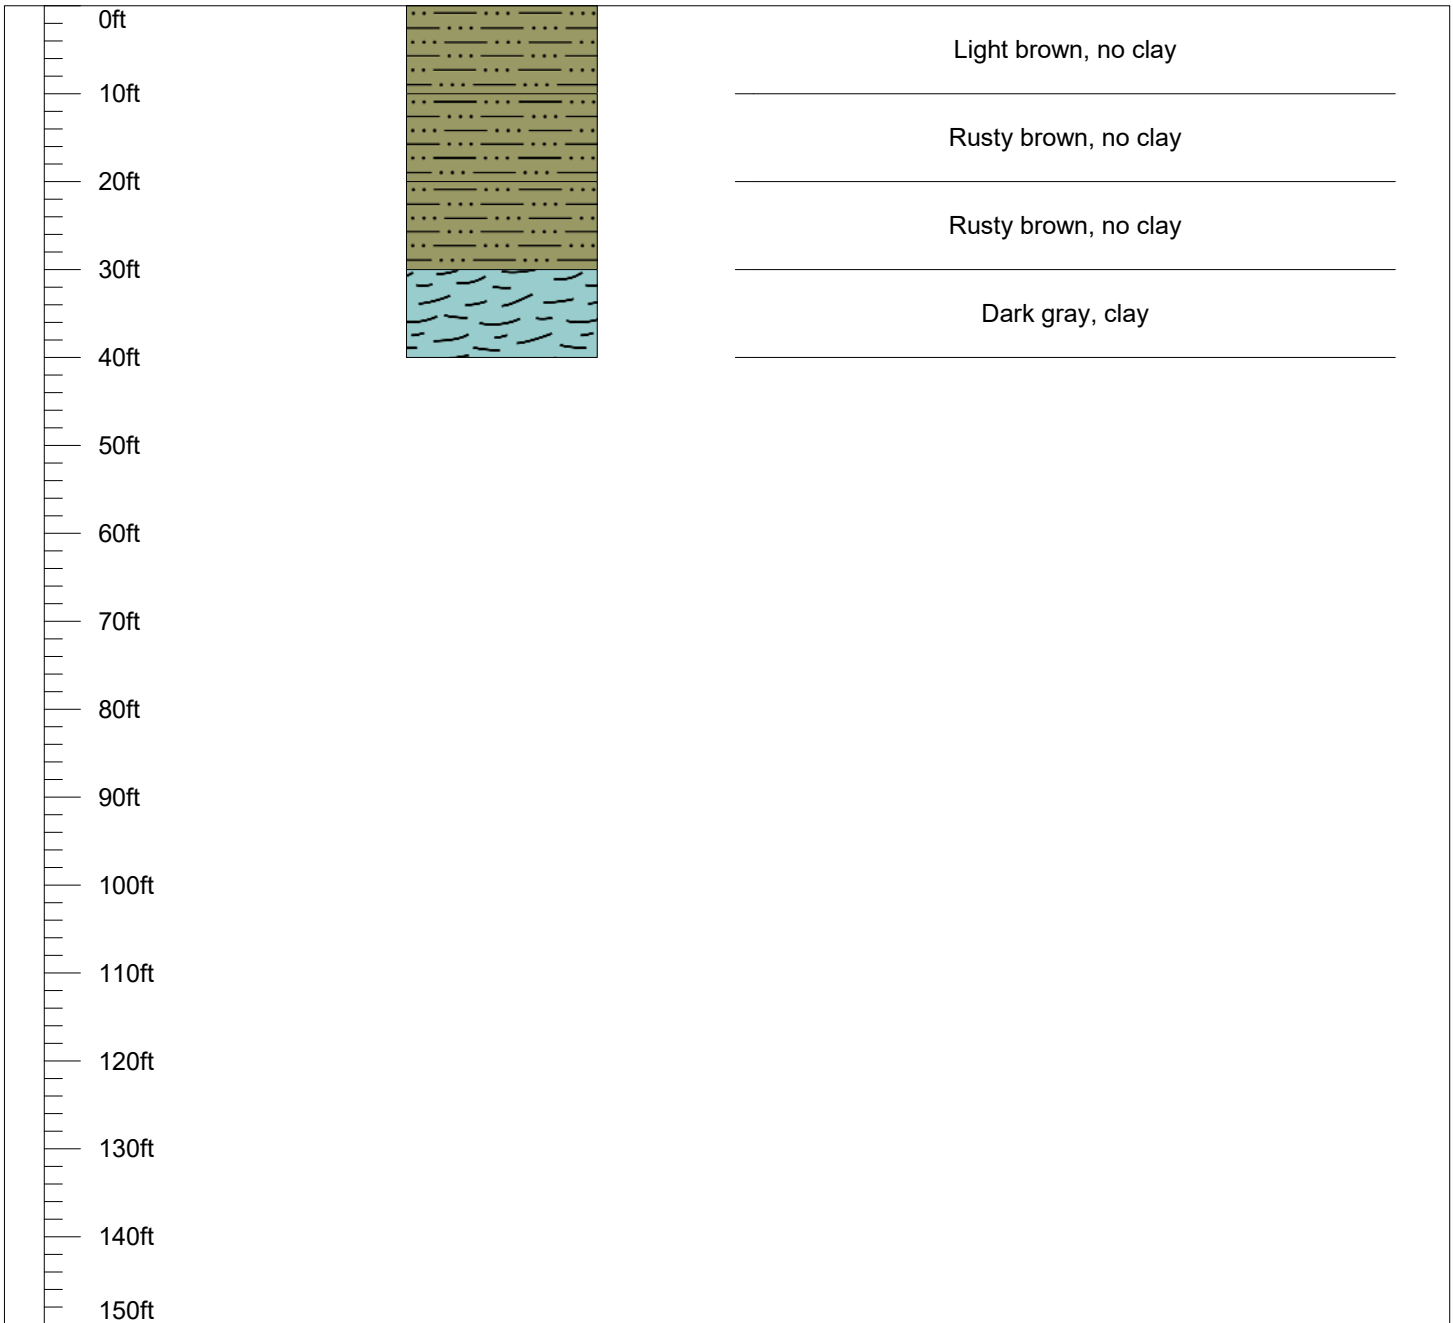 0ft
Light brown, no clay
10ft
Rusty brown, no clay
20ft
Rusty brown, no clay
30ft
Dark gray, clay
40ft
50ft
60ft
70ft
80ft
90ft
100ft
110ft
120ft
130ft
140ft
150ft